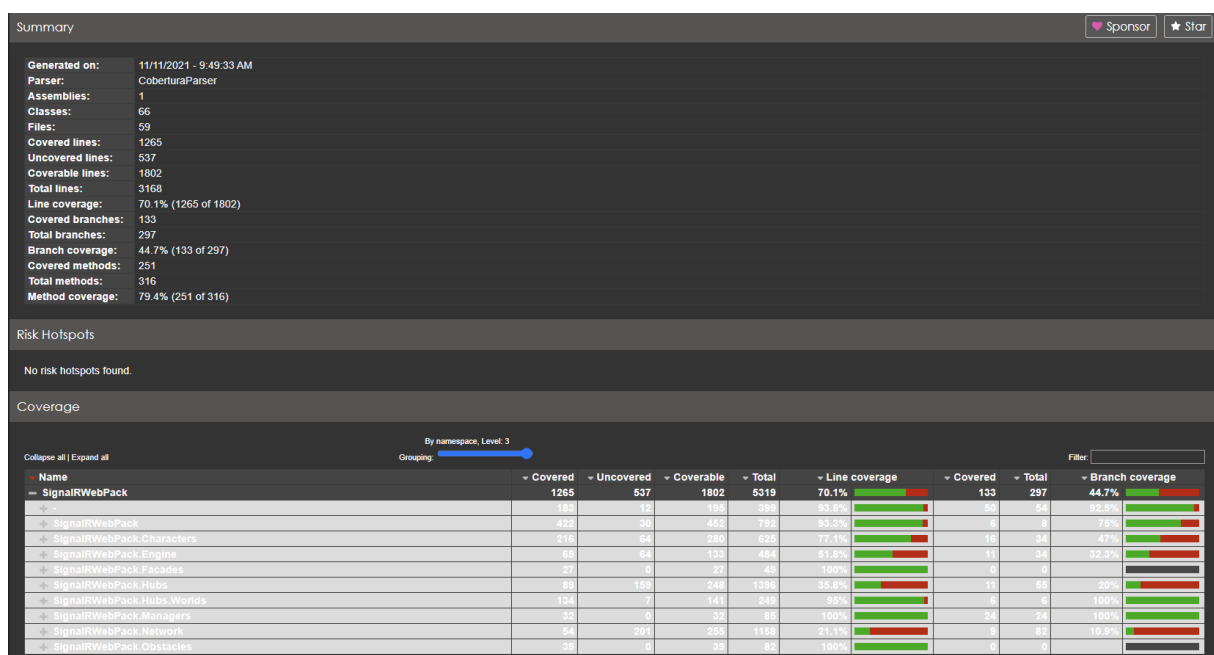 Summary
Sponsor
Star
Generated on: 11/11/2021 - 9:49:33 AM
Parser: CoberturaParser
Assemblies: 1
Classes: 66
Files: 59
Covered lines: 1265
Uncovered lines: 537
Coverable lines: 1802
Total lines: 3168
Line coverage: 70.1% (1265 of 1802)
Covered branches: 133
Total branches: 297
Branch coverage: 44.7% (133 of 297)
Covered methods: 251
Total methods: 316
Method coverage: 79.4% (251 of 316)
Risk Hotspots
No risk hotspots found.
Coverage
By namespace, Level: 3
Collapse all | Expand all Grouping: Filter:
Name Covered Uncovered Coverable Total Line coverage Covered Total Branch coverage
SignalRWebPack 1265 537 1802 5319 70.1% 133 297 44.7%
- 183 12 195 399 93.8% 50 54 92.5%
SignalRWebPack 422 30 452 792 93.3% 6 8 75%
SignalRWebPack.Characters 216 64 280 625 77.1% 16 34 47%
SignalRWebPack.Engine 69 64 133 484 51.8% 11 34 32.3%
SignalRWebPack.Facades 27 0 27 49 100% 0 0
SignalRWebPack.Hubs 89 159 248 1396 35.8% 11 55 20%
SignalRWebPack.Hubs.Worlds 134 7 141 249 95% 6 6 100%
SignalRWebPack.Managers 32 0 32 85 100% 24 24 100%
SignalRWebPack.Network 54 201 255 1158 21.1% 9 82 10.9%
SignalRWebPack.Obstacles 39 0 39 82 100% 0 0